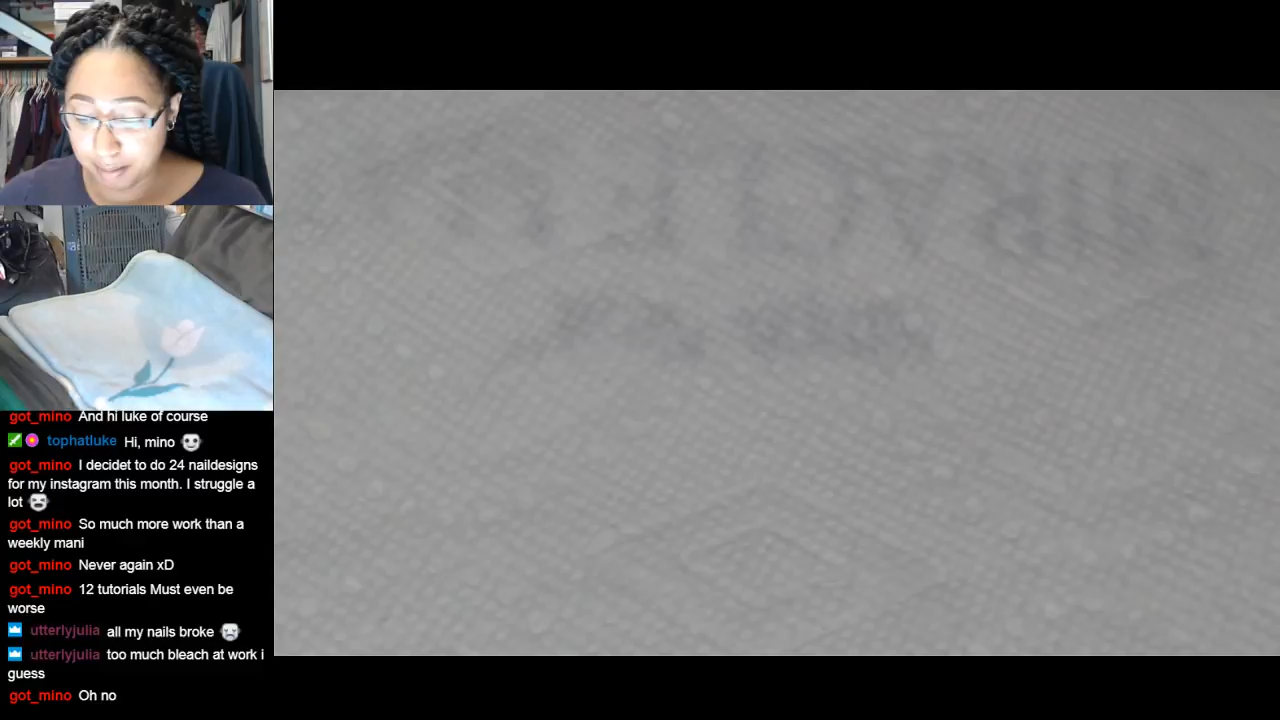 got_mino And hi luke of course
tophatluke Hi, mino
got_mino I decidet to do 24 naildesigns
for my instagram this month. I struggle a
lot
got_mino So much more work than a
weekly mani
got_mino Never again xD
got_mino 12 tutorials Must even be
worse
utterlyjulia all my nails broke
utterlyjulia too much bleach at work i
guess
got_mino Oh no